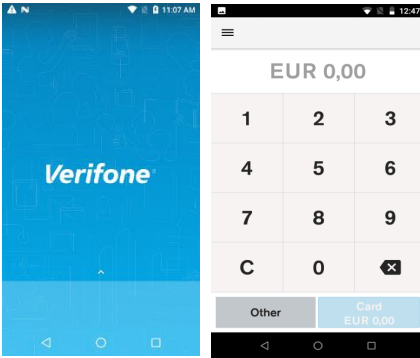 11:07 AM
Verifone
12:47
EUR 0,00
1 2 3
4 5 6
7 8 9
C 0
Other
Card
EUR 0,00